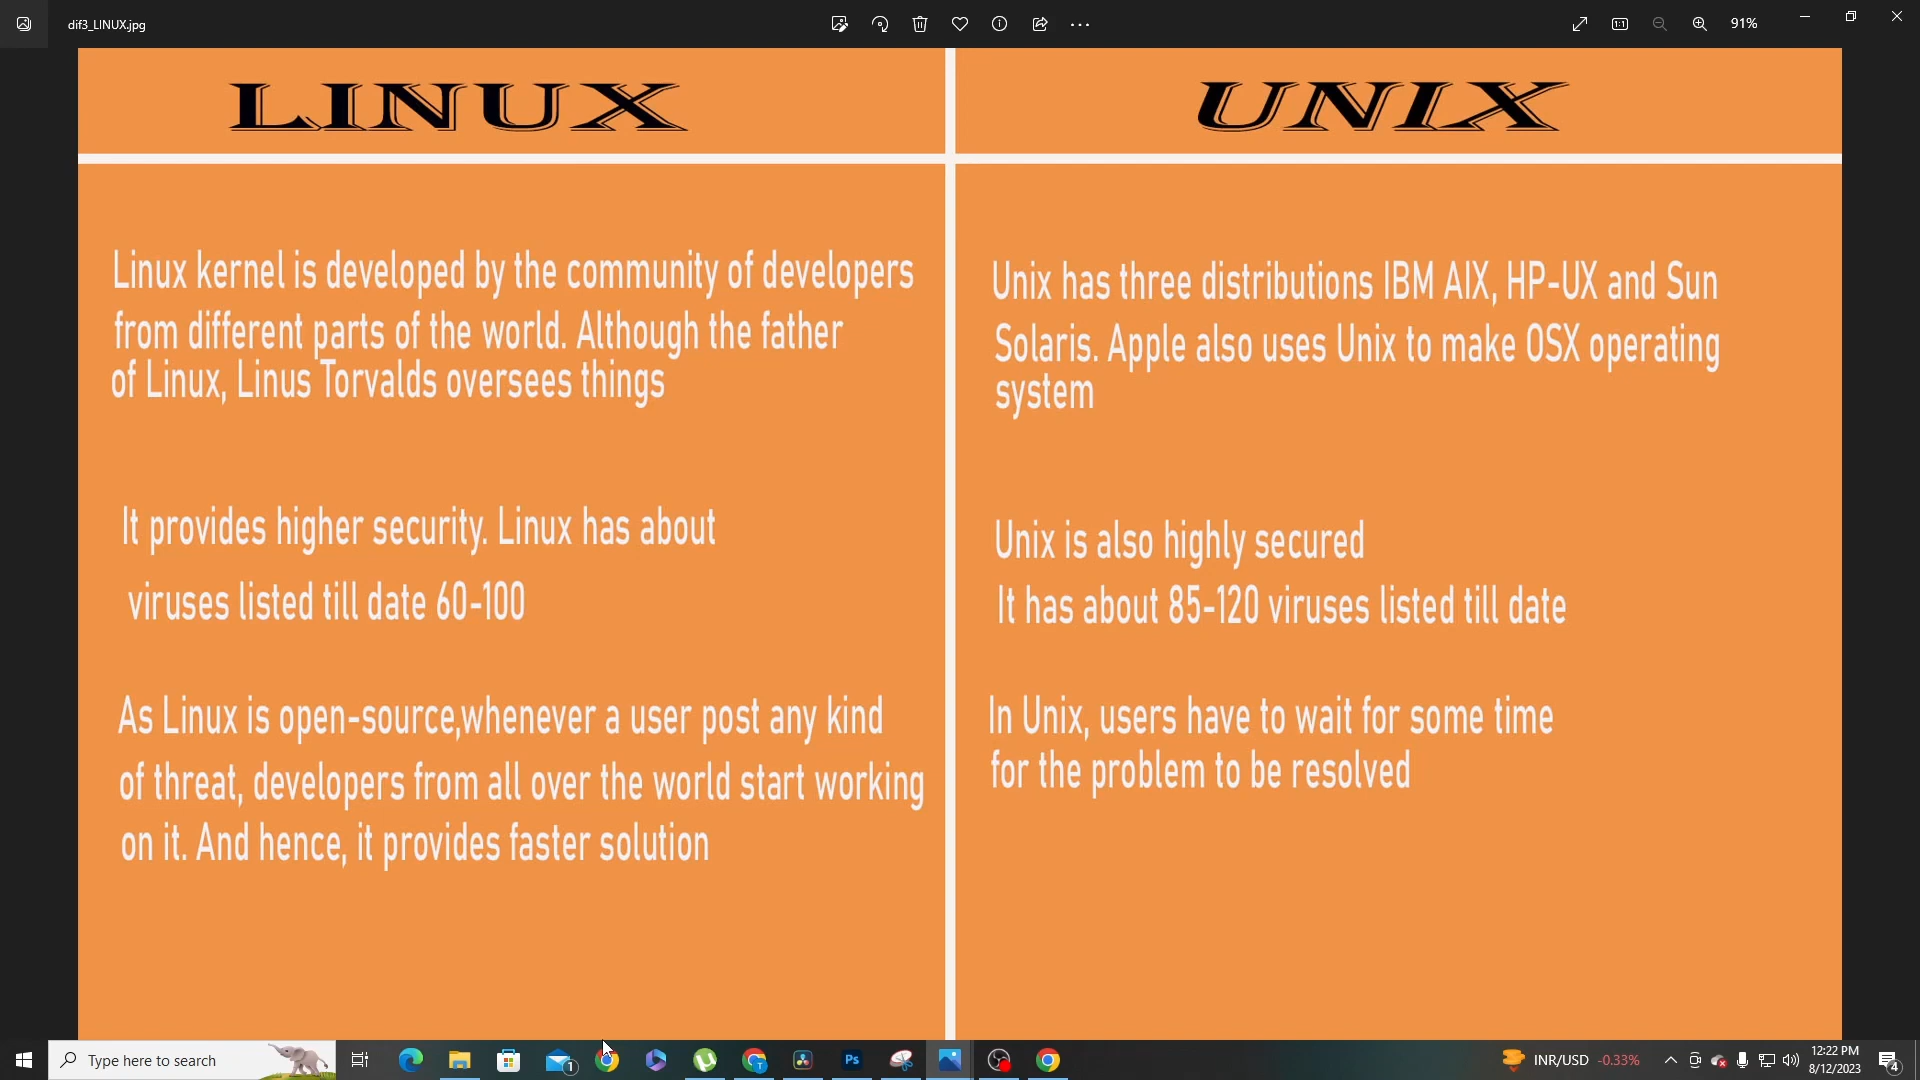 dif3_LINUX.jpg
91%
LINUX
UNIX
Linux kernel is developed by the community of developers
from different parts of the world. Although the father
of Linux, Linus Torvalds oversees things
Unix has three distributions IBM AIX, HP-UX and Sun
Solaris. Apple also uses Unix to make OSX operating
system
It provides higher security. Linux has about
viruses listed till date 60-100
Unix is also highly secured
It has about 85-120 viruses listed till date
As Linux is open-source,whenever a user post any kind
of threat, developers from all over the world start working
on it. And hence, it provides faster solution
In Unix, users have to wait for some time
for the problem to be resolved
Type here to search
1
T
Ps
INR/USD -0.33%
12:22 PM
8/12/2023
4